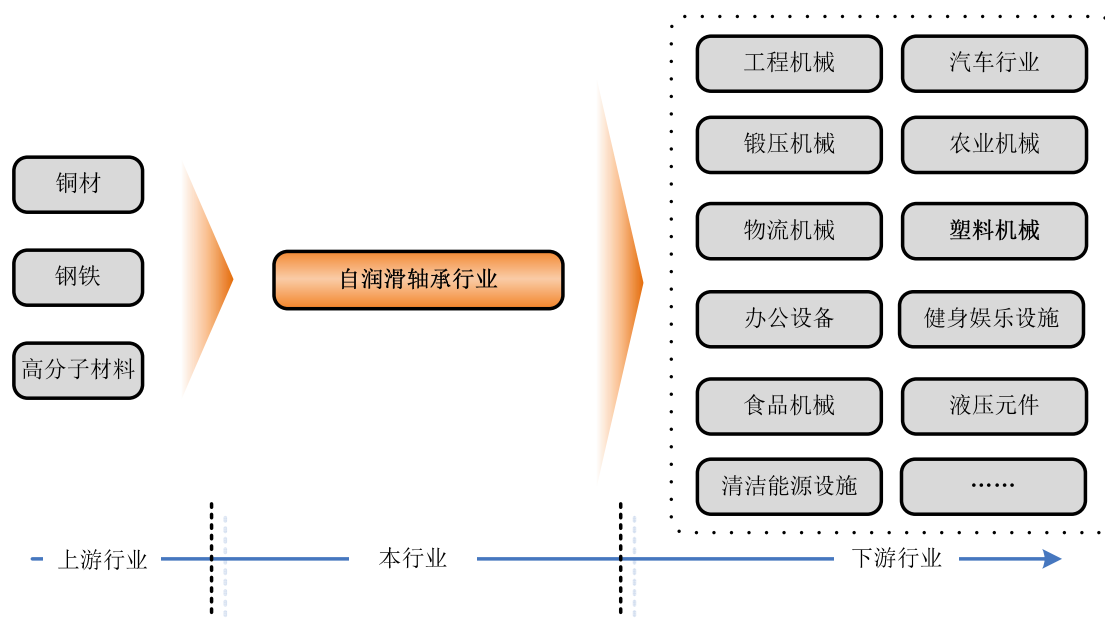 铜材
钢铁
高分子材料
自润滑轴承行业
工程机械
汽车行业
锻压机械
农业机械
物流机械
塑料机械
办公设备
健身娱乐设施
食品机械
液压元件
清洁能源设施
……
上游行业
本行业
下游行业